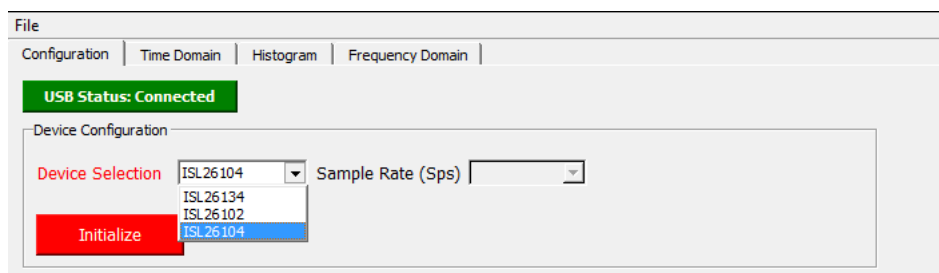 File
Configuration Time Domain Histogram Frequency Domain
USB Status: Connected
Device Configuration
Device Selection ISL26104 Sample Rate (Sps)
ISL26134
ISL26102
ISL26104
Initialize